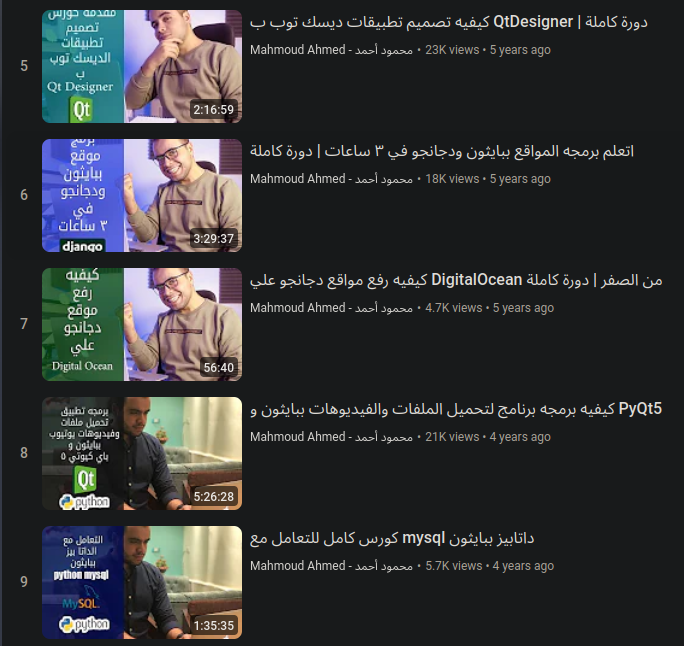 5
مقدمة كورس
تصميم
تطبيقات
الديسك توب
ب
Qt Designer
Qt
2:16:59
دورة كاملة | QtDesigner كيفيه تصميم تطبيقات ديسك توب ب
Mahmoud Ahmed - محمود أحمد • 23K views • 5 years ago
6
برمج
موقع
ببايثون
ودجانجو
في
٣ ساعات
django
3:29:37
اتعلم برمجه المواقع ببايثون ودجانجو في ٣ ساعات | دورة كاملة
Mahmoud Ahmed - محمود أحمد • 18K views • 5 years ago
7
كيفيه
رفع
موقع
دجانجو
علي
Digital Ocean
56:40
من الصفر | دورة كاملة DigitalOcean كيفيه رفع مواقع دجانجو علي
Mahmoud Ahmed - محمود أحمد • 4.7K views • 5 years ago
8
برمجه تطبيق
تحميل ملفات
وفيديوهات يوتيوب
ببايثون و
باي كيوتي ٥
Qt
python
5:26:28
PyQt5 كيفيه برمجه برنامج لتحميل الملفات والفيديوهات ببايثون و
Mahmoud Ahmed - محمود أحمد • 21K views • 4 years ago
9
التعامل مع
الداتا بيز
ببايثون
python mysql
MySQL
python
1:35:35
داتابيز ببايثون mysql كورس كامل للتعامل مع
Mahmoud Ahmed - محمود أحمد • 5.7K views • 4 years ago